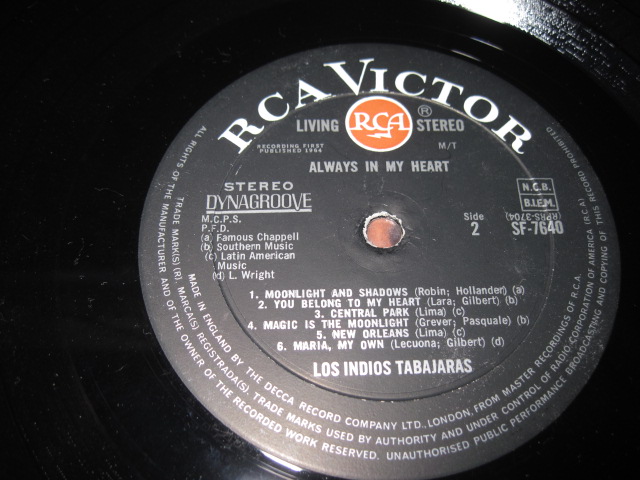 RCA VICTOR
LIVING RCA ® STEREO
RECORDING FIRST
PUBLISHED 1964
M/T
ALWAYS IN MY HEART
STEREO
DYNAGROOVE
M.C.P.S.
P.F.D.
(a) Famous Chappell
(b) Southern Music
(c) Latin American
Music
(d) L. Wright
N.C.B.
B.I.E.M.
(RPRS-3704)
Side
2
SF-7640
1. MOONLIGHT AND SHADOWS (Robin; Hollander) (a)
2. YOU BELONG TO MY HEART (Lara; Gilbert) (b)
3. CENTRAL PARK (Lima) (c)
4. MAGIC IS THE MOONLIGHT (Grever; Pasquale) (b)
5. NEW ORLEANS (Lima) (c)
6. MARIA, MY OWN (Lecuona; Gilbert) (d)
LOS INDIOS TABAJARAS
TRADE MARK(S) (R). MARCA(S) REGISTRADA(S). TRADE MARKS USED BY AUTHORITY AND UNDER CONTROL OF RADIO CORPORATION OF AMERICA (RCA)
MADE IN ENGLAND BY THE DECCA RECORD COMPANY LTD., LONDON, FROM MASTER RECORDINGS OF R.C.A.
ALL RIGHTS OF THE MANUFACTURER AND OF THE OWNER OF THE RECORDED WORK RESERVED. UNAUTHORISED PUBLIC PERFORMANCE BROADCASTING AND COPYING OF THIS RECORD PROHIBITED